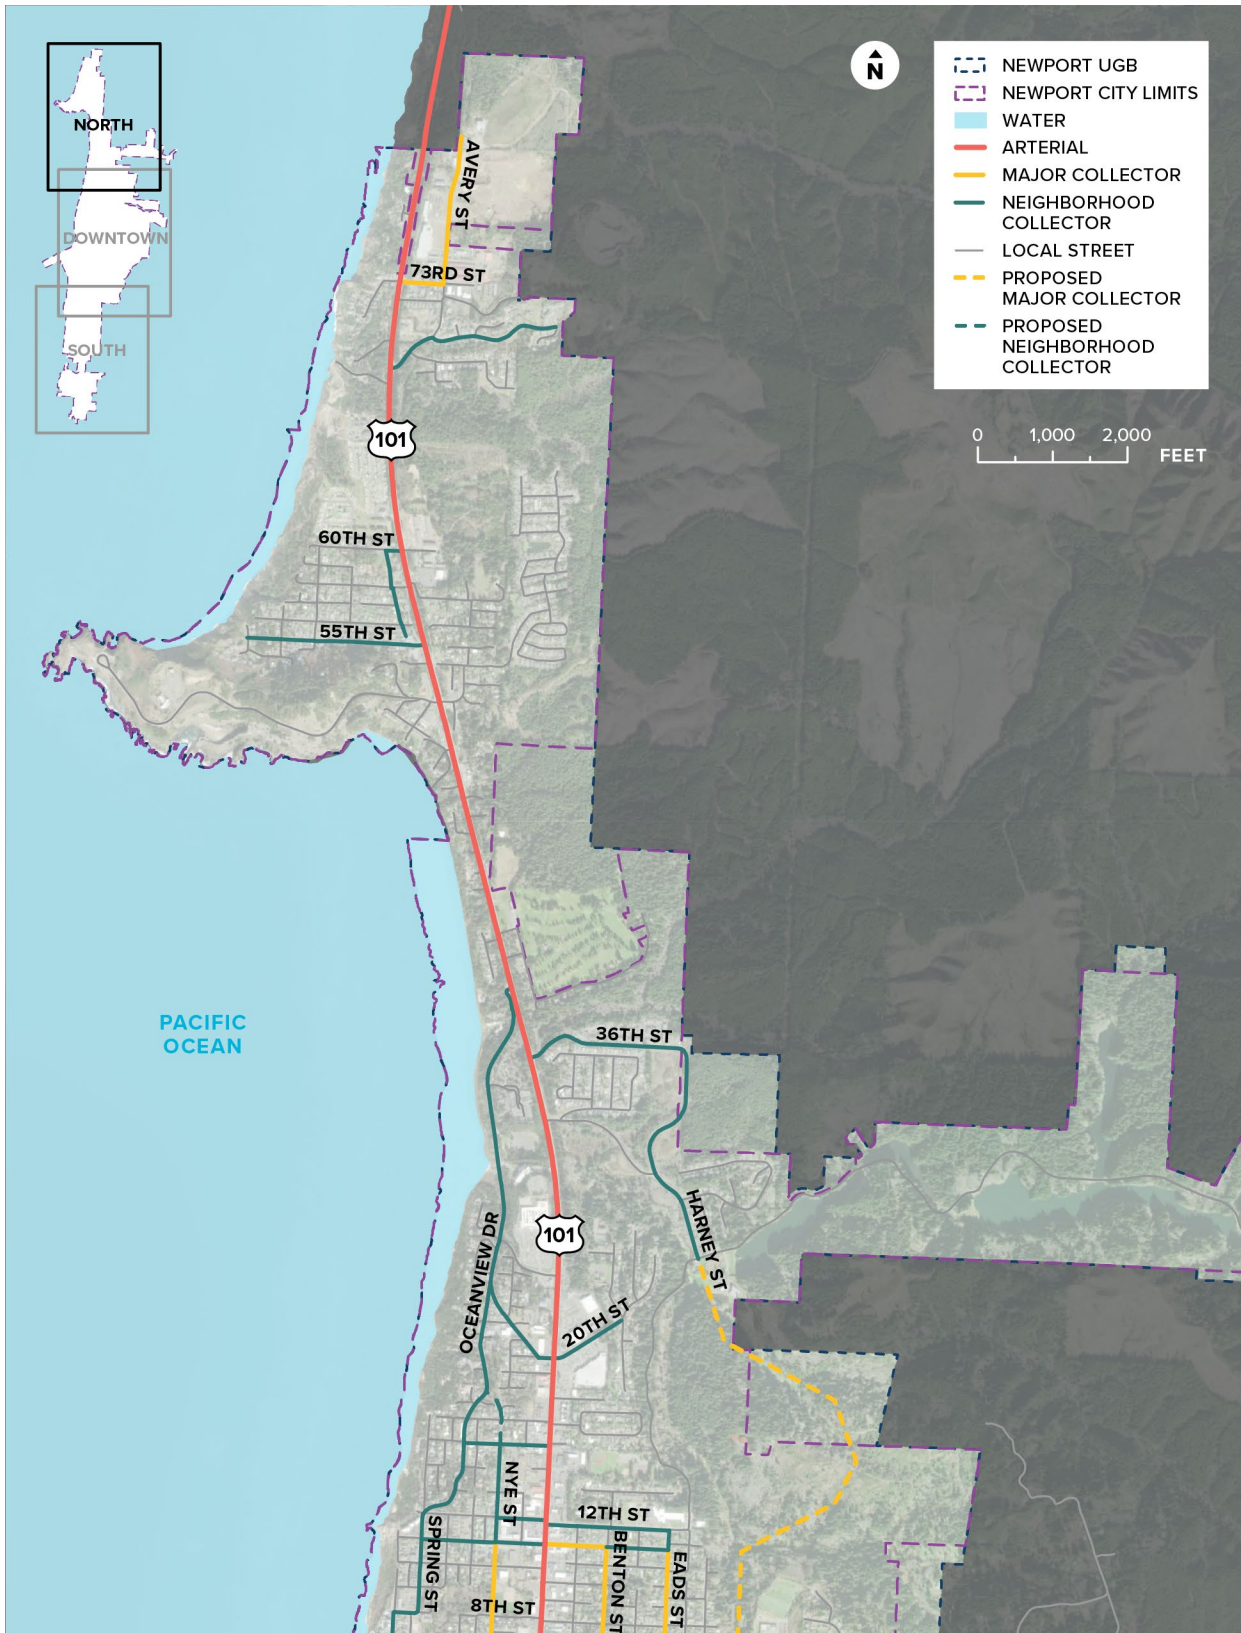 NORTH
DOWNTOWN
SOUTH
N
NEWPORT UGB
NEWPORT CITY LIMITS
WATER
ARTERIAL
MAJOR COLLECTOR
NEIGHBORHOOD
COLLECTOR
LOCAL STREET
PROPOSED
MAJOR COLLECTOR
PROPOSED
NEIGHBORHOOD
COLLECTOR
0 1,000 2,000
FEET
AVERY ST
73RD ST
101
60TH ST
55TH ST
PACIFIC
OCEAN
36TH ST
HARNEY ST
OCEANVIEW DR
101
20TH ST
NYE ST
12TH ST
SPRING ST
BENTON ST
EADS ST
8TH ST